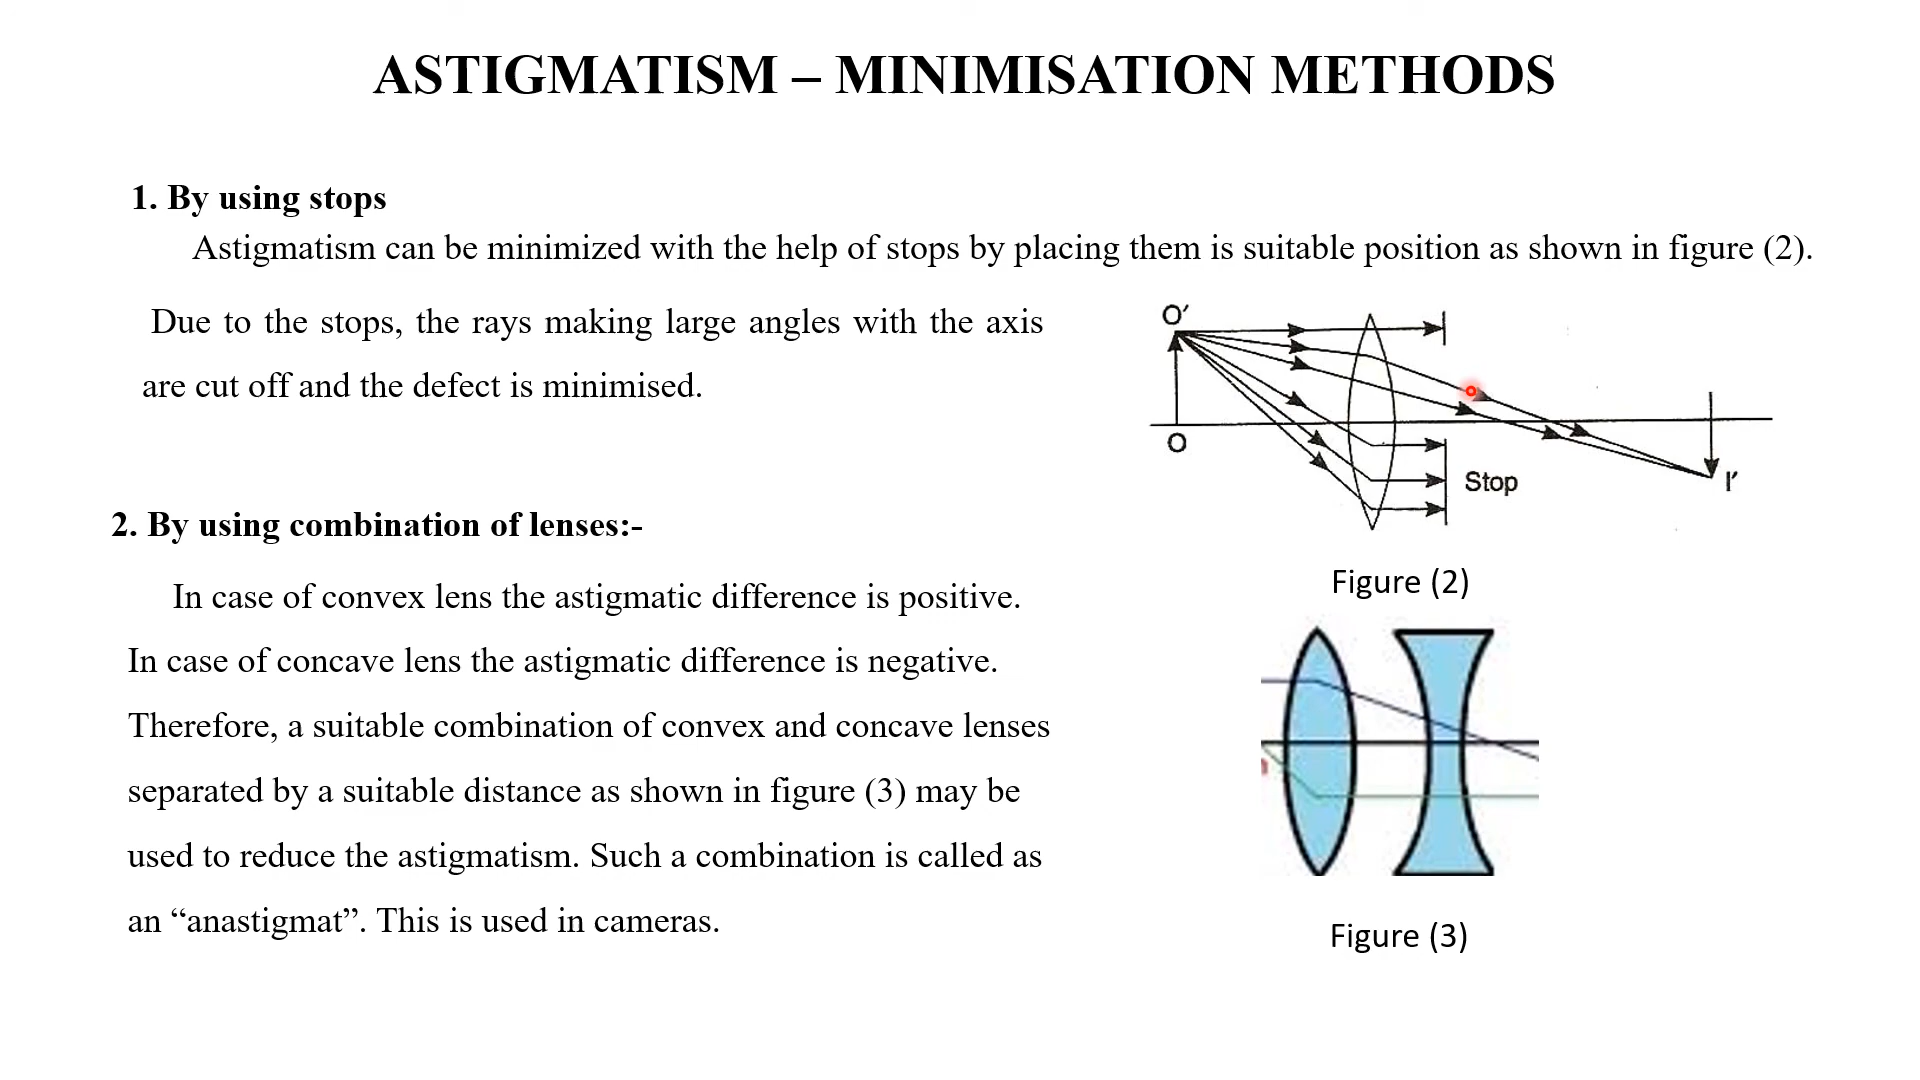 ASTIGMATISM – MINIMISATION METHODS
1. By using stops
Astigmatism can be minimized with the help of stops by placing them is suitable position as shown in figure (2).
Due to the stops, the rays making large angles with the axis
are cut off and the defect is minimised.
O′
O
Stop
I′
Figure (2)
2. By using combination of lenses:-
In case of convex lens the astigmatic difference is positive.
In case of concave lens the astigmatic difference is negative.
Therefore, a suitable combination of convex and concave lenses
separated by a suitable distance as shown in figure (3) may be
used to reduce the astigmatism. Such a combination is called as
an “anastigmat”. This is used in cameras.
Figure (3)